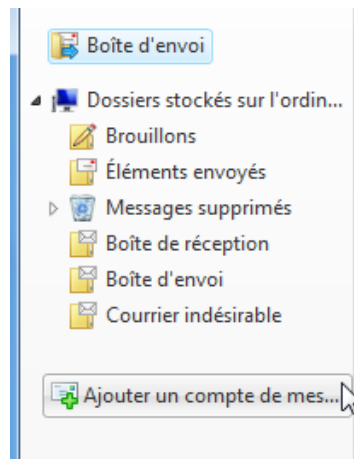 Boîte d'envoi
Dossiers stockés sur l'ordin...
Brouillons
Éléments envoyés
Messages supprimés
Boîte de réception
Boîte d'envoi
Courrier indésirable
Ajouter un compte de mes...